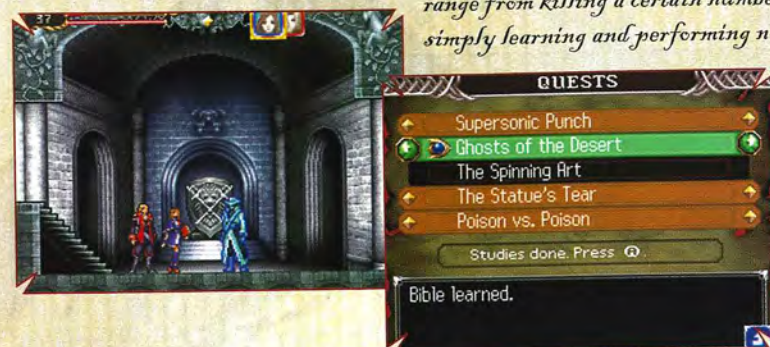 range from killing a certain numbe
simply learning and performing n
37
QUESTS
Supersonic Punch
Ghosts of the Desert
The Spinning Art
The Statue's Tear
Poison vs. Poison
Studies done. Press A.
Bible learned.